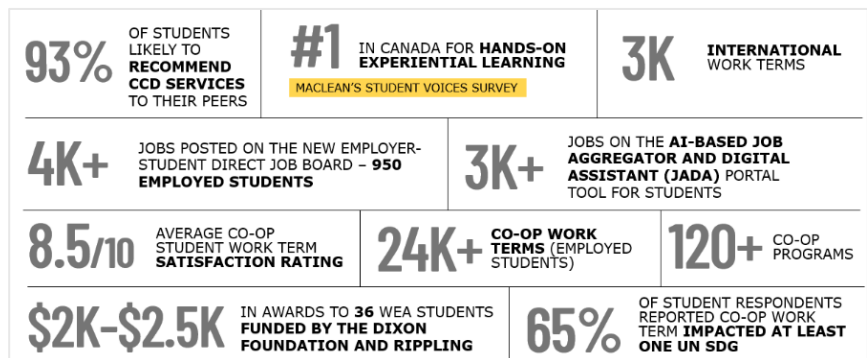 93%
OF STUDENTS
LIKELY TO
RECOMMEND
CCD SERVICES
TO THEIR PEERS
#1
IN CANADA FOR HANDS-ON
EXPERIENTIAL LEARNING
MACLEAN'S STUDENT VOICES SURVEY
3K
INTERNATIONAL
WORK TERMS
4K+
JOBS POSTED ON THE NEW EMPLOYER-
STUDENT DIRECT JOB BOARD – 950
EMPLOYED STUDENTS
3K+
JOBS ON THE AI-BASED JOB
AGGREGATOR AND DIGITAL
ASSISTANT (JADA) PORTAL
TOOL FOR STUDENTS
8.5/10
AVERAGE CO-OP
STUDENT WORK TERM
SATISFACTION RATING
24K+
CO-OP WORK
TERMS (EMPLOYED
STUDENTS)
120+
CO-OP
PROGRAMS
$2K–$2.5K
IN AWARDS TO 36 WEA STUDENTS
FUNDED BY THE DIXON
FOUNDATION AND RIPPLING
65%
OF STUDENT RESPONDENTS
REPORTED CO-OP WORK
TERM IMPACTED AT LEAST
ONE UN SDG